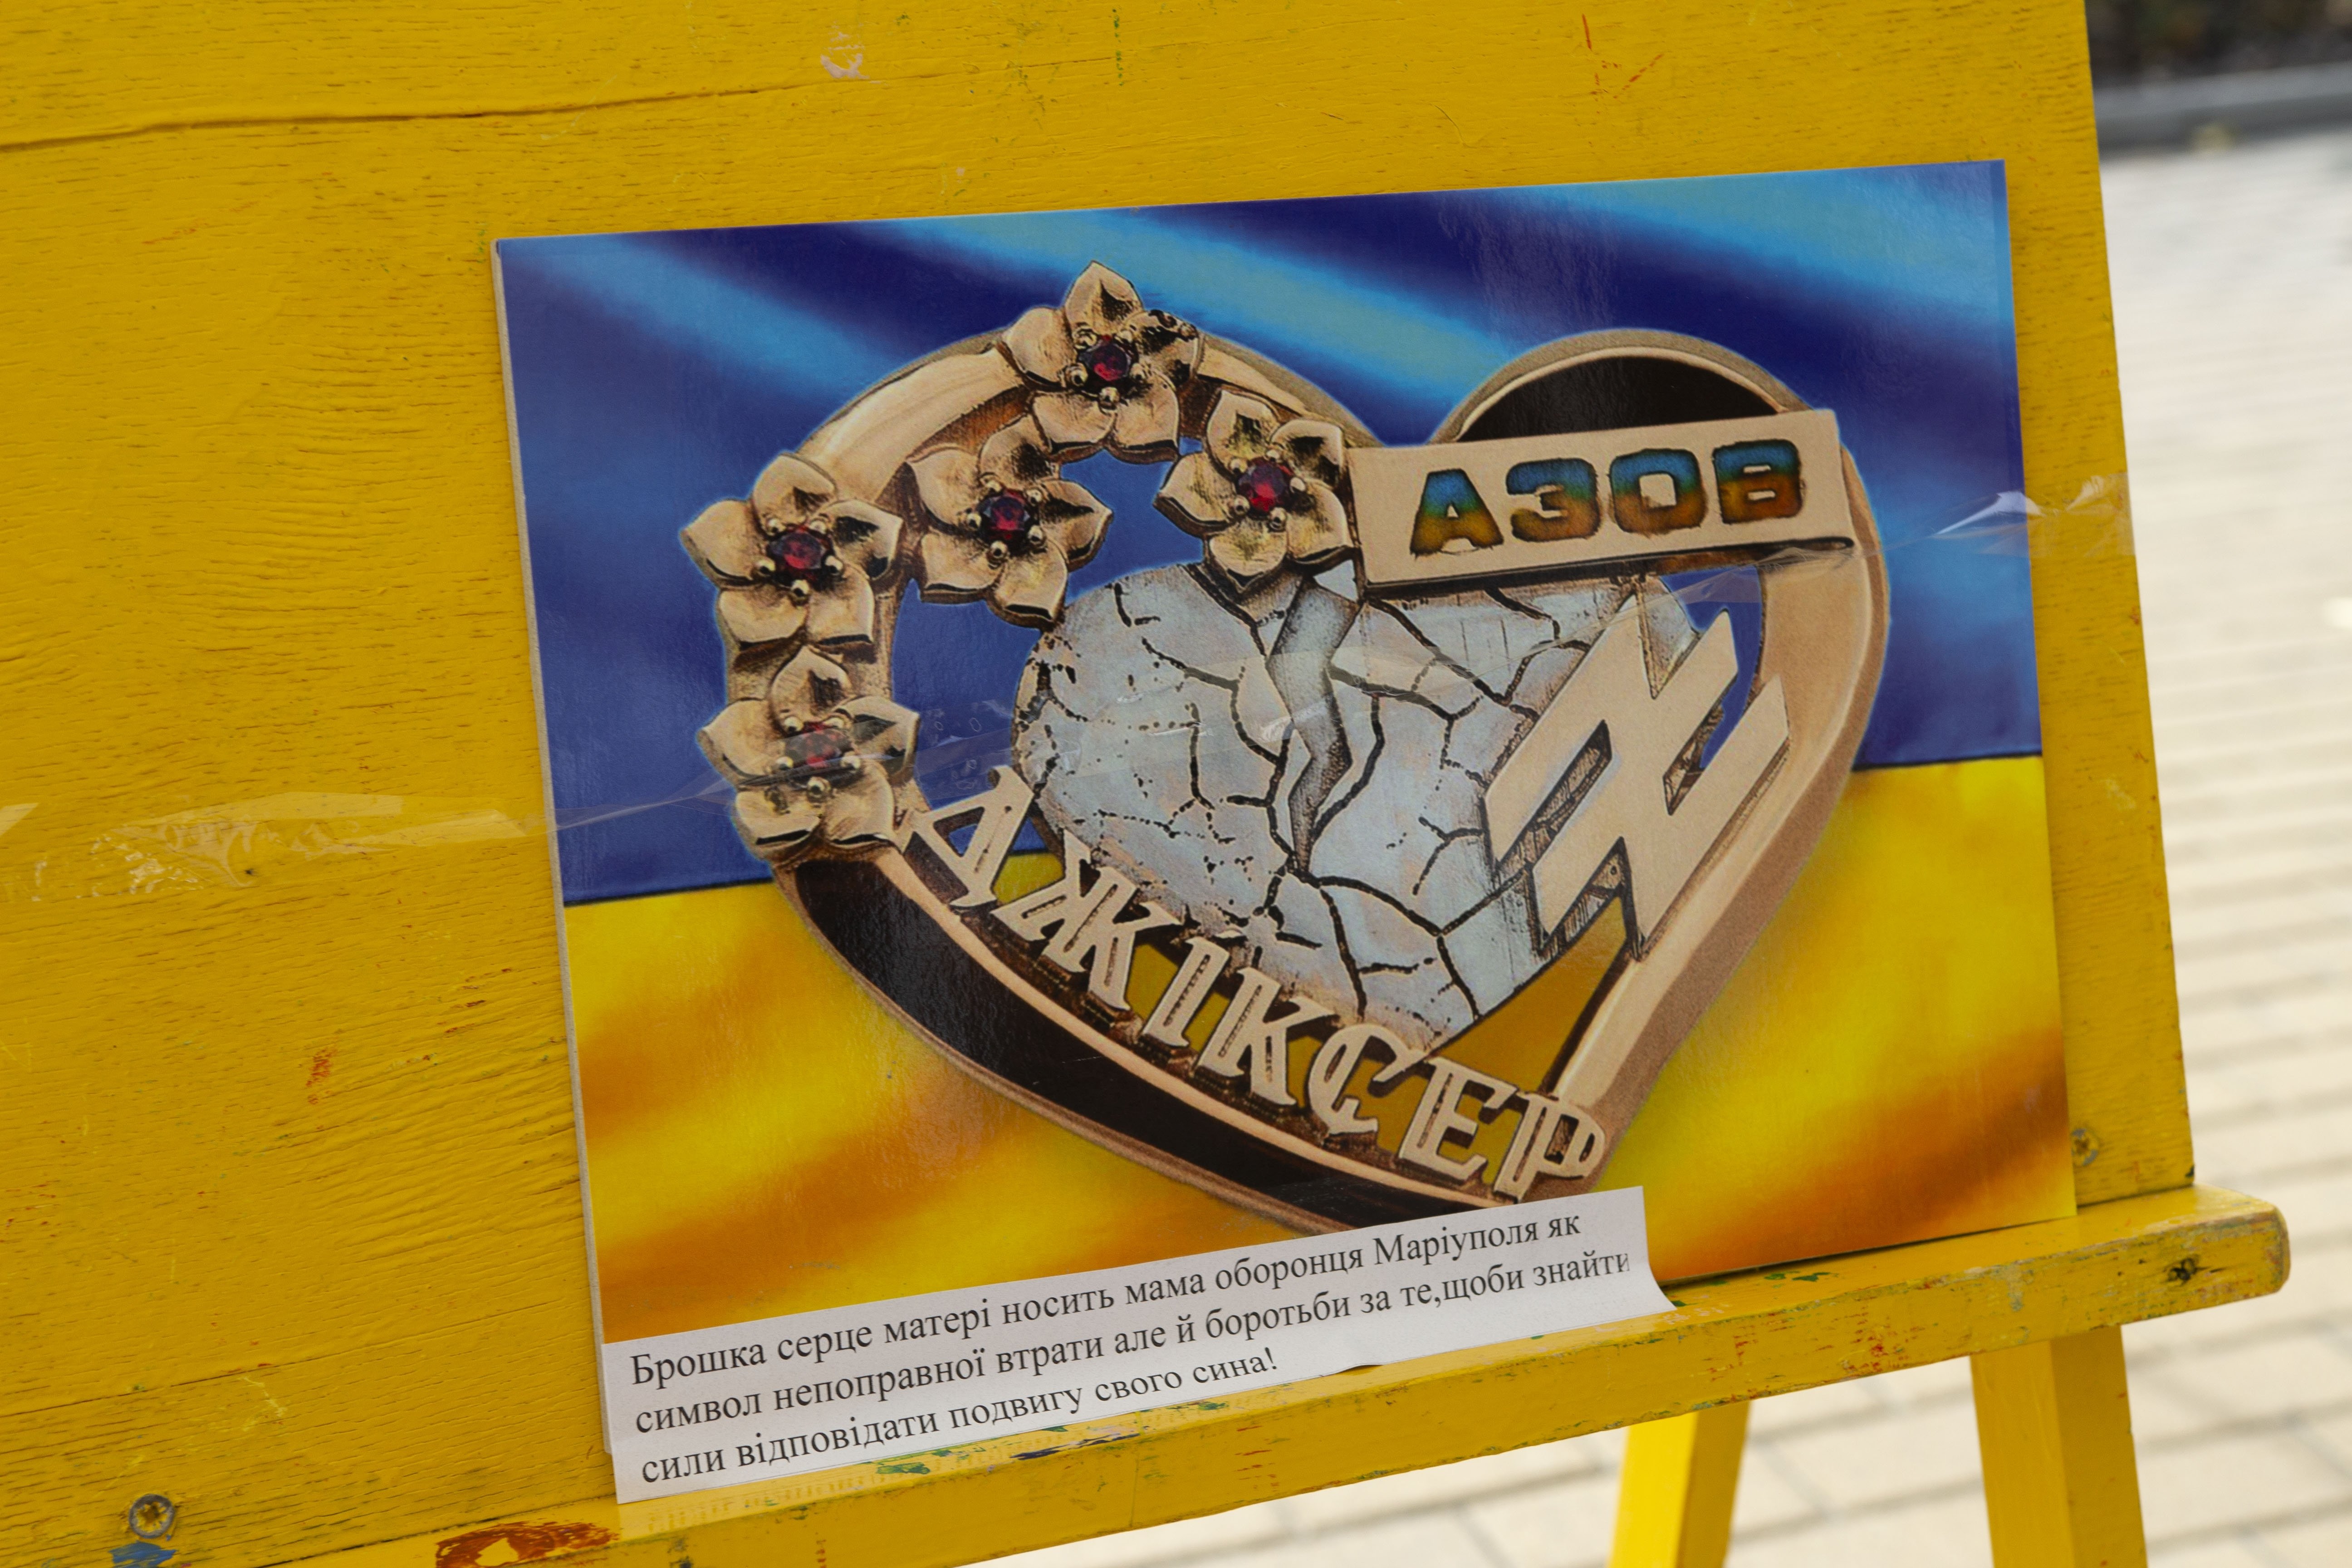 АЗОВ
ДЖІКСЕР
Брошка серце матері носить мама оборонця Маріуполя як
символ непоправної втрати але й боротьби за те,щоби знайти
сили відповідати подвигу свого сина!